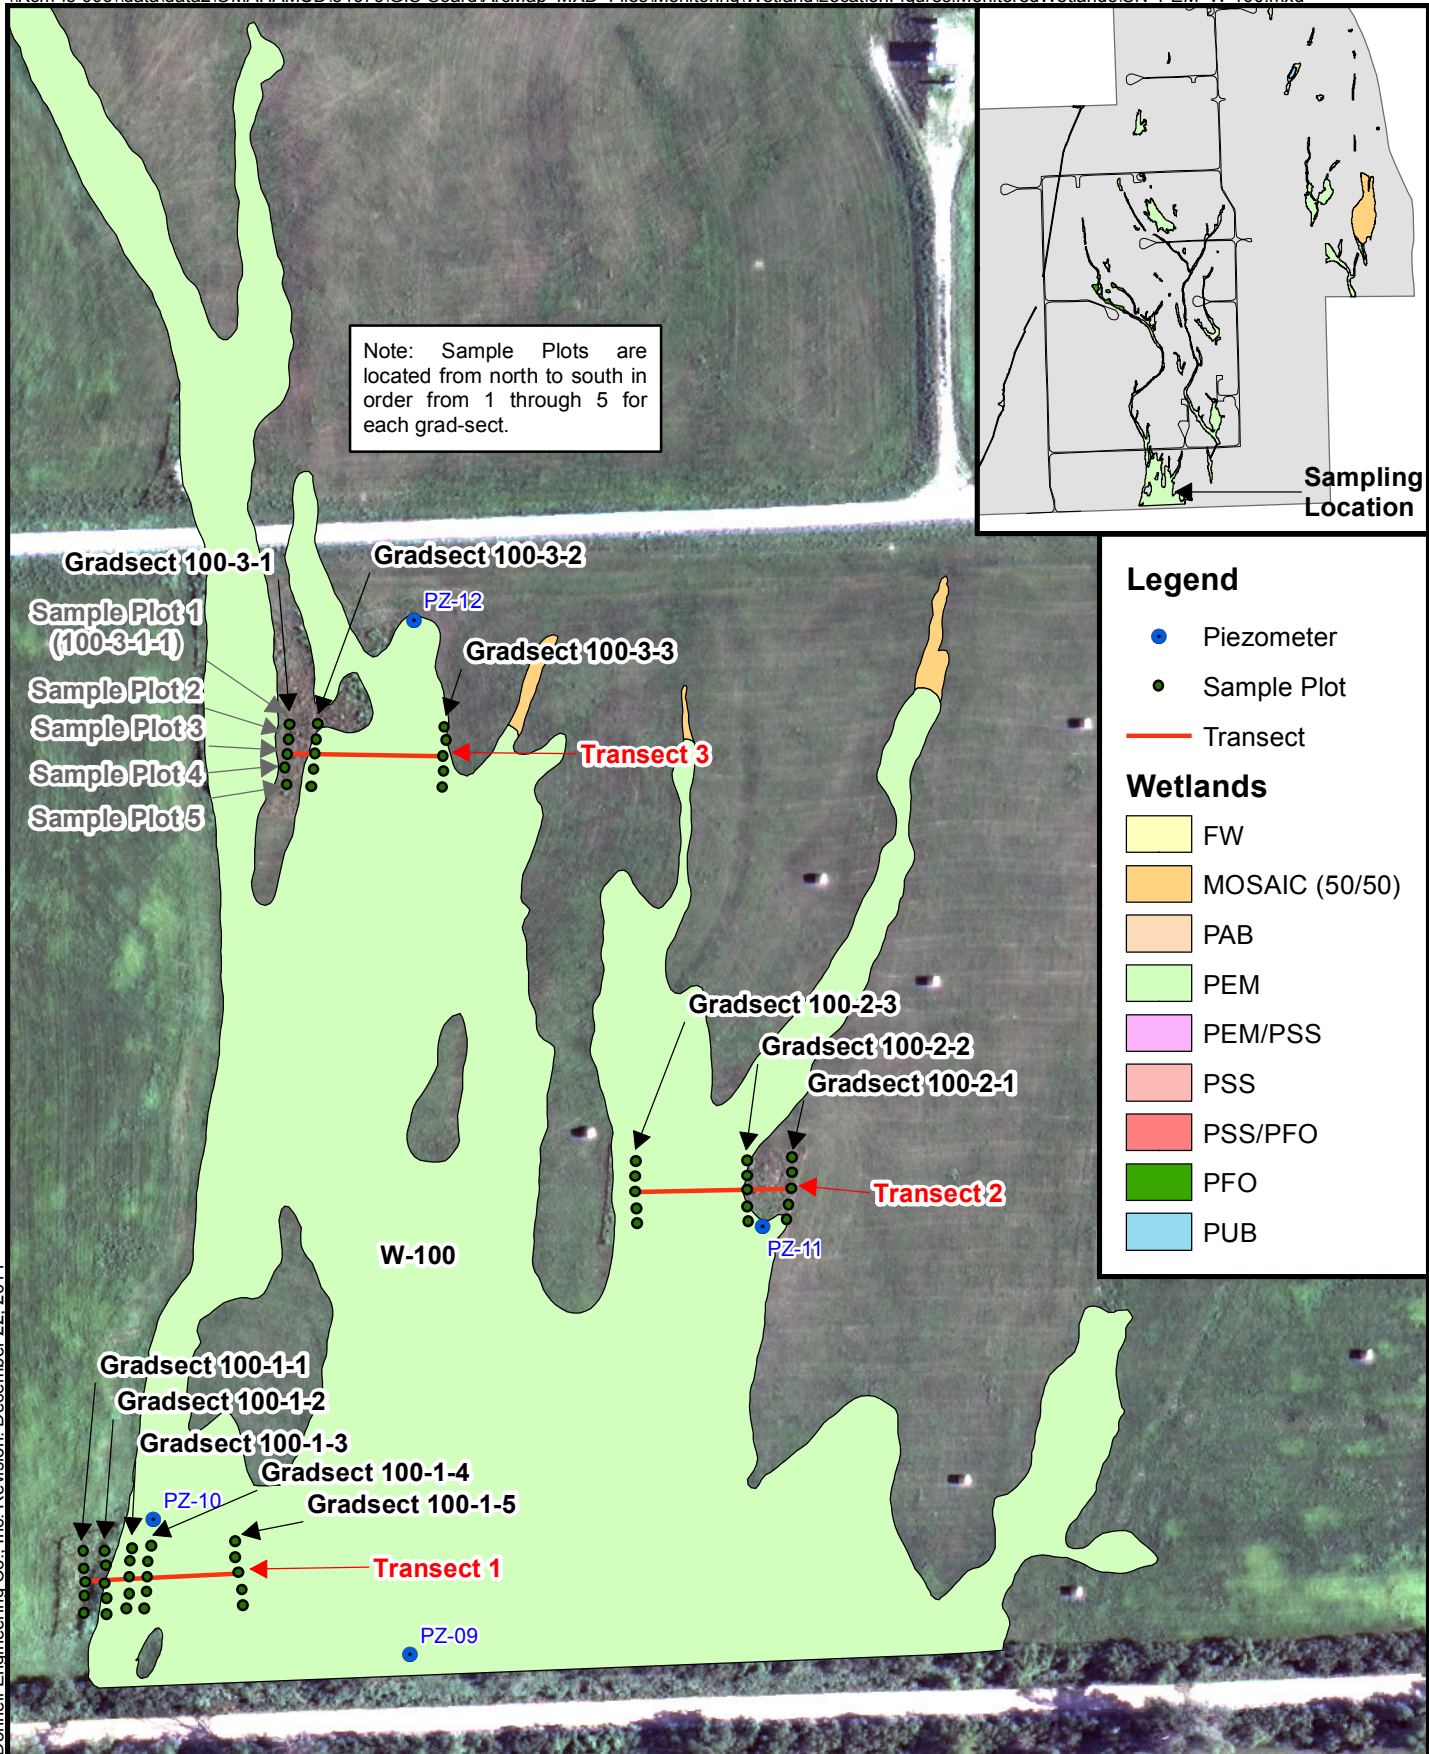 Note: Sample Plots are
located from north to south in
order from 1 through 5 for
each grad-sect.
Sampling
Location
Gradsect 100-3-1
Gradsect 100-3-2
Sample Plot 1
(100-3-1-1)
PZ-12
Gradsect 100-3-3
Sample Plot 2
Sample Plot 3
Transect 3
Sample Plot 4
Sample Plot 5
Legend
Piezometer
Sample Plot
Transect
Wetlands
FW
MOSAIC (50/50)
PAB
PEM
PEM/PSS
PSS
PSS/PFO
PFO
PUB
Gradsect 100-2-3
Gradsect 100-2-2
Gradsect 100-2-1
Transect 2
PZ-11
W-100
Gradsect 100-1-1
Gradsect 100-1-2
Gradsect 100-1-3
Gradsect 100-1-4
PZ-10
Gradsect 100-1-5
Transect 1
PZ-09